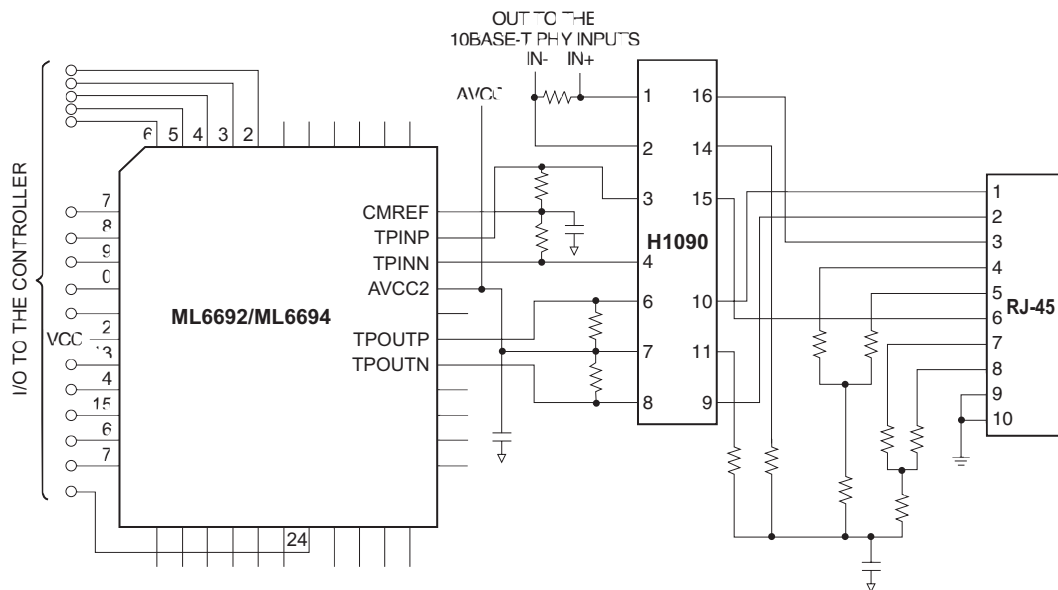 OUT TO THE
10BASE-T PHY INPUTS
IN- IN+
AVCC
I/O TO THE CONTROLLER
6 5 4 3 2
7
8
9
0
2
VCC
13
4
15
6
7
24
ML6692/ML6694
CMREF
TPINP
TPINN
AVCC2
TPOUTP
TPOUTN
H1090
1 16
2 14
3 15
4
6 10
7 11
8 9
RJ-45
1
2
3
4
5
6
7
8
9
10